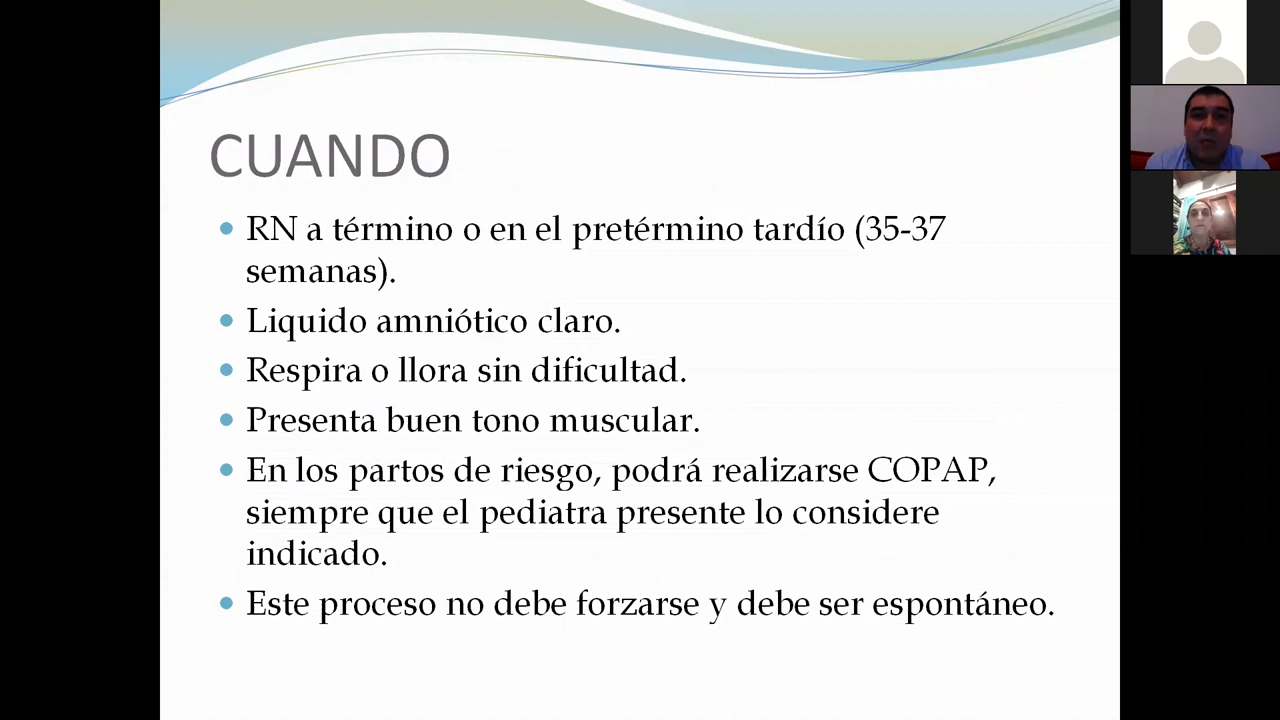 CUANDO
RN a término o en el pretérmino tardío (35-37
semanas).
Liquido amniótico claro.
Respira o llora sin dificultad.
Presenta buen tono muscular.
En los partos de riesgo, podrá realizarse COPAP,
siempre que el pediatra presente lo considere
indicado.
Este proceso no debe forzarse y debe ser espontáneo.